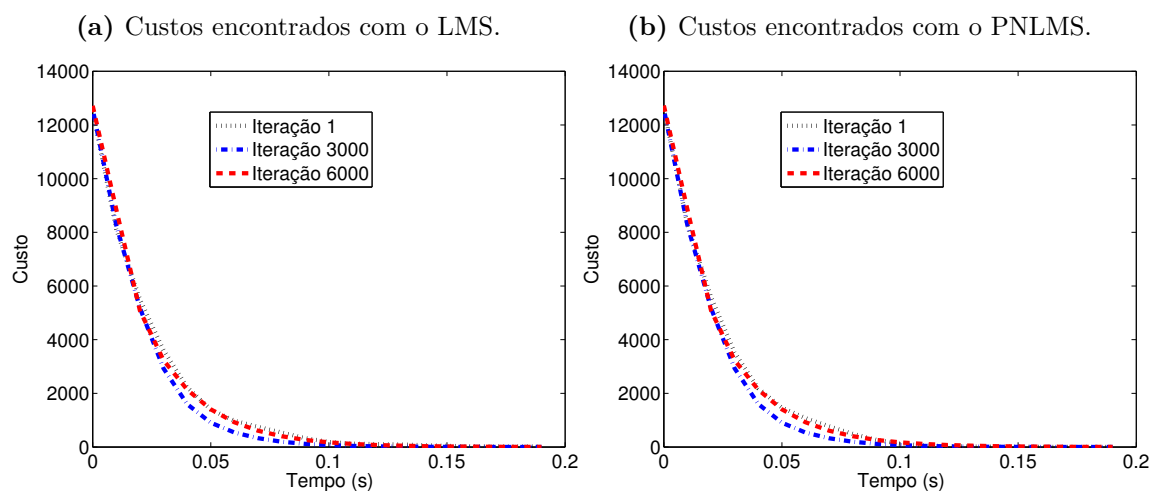 (a) Custos encontrados com o LMS.
14000
12000
10000
8000
6000
4000
2000
0
Custo
Iteração 1
Iteração 3000
Iteração 6000
0
0.05
0.1
0.15
0.2
Tempo (s)
(b) Custos encontrados com o PNLMS.
14000
12000
10000
8000
6000
4000
2000
0
Custo
Iteração 1
Iteração 3000
Iteração 6000
0
0.05
0.1
0.15
0.2
Tempo (s)